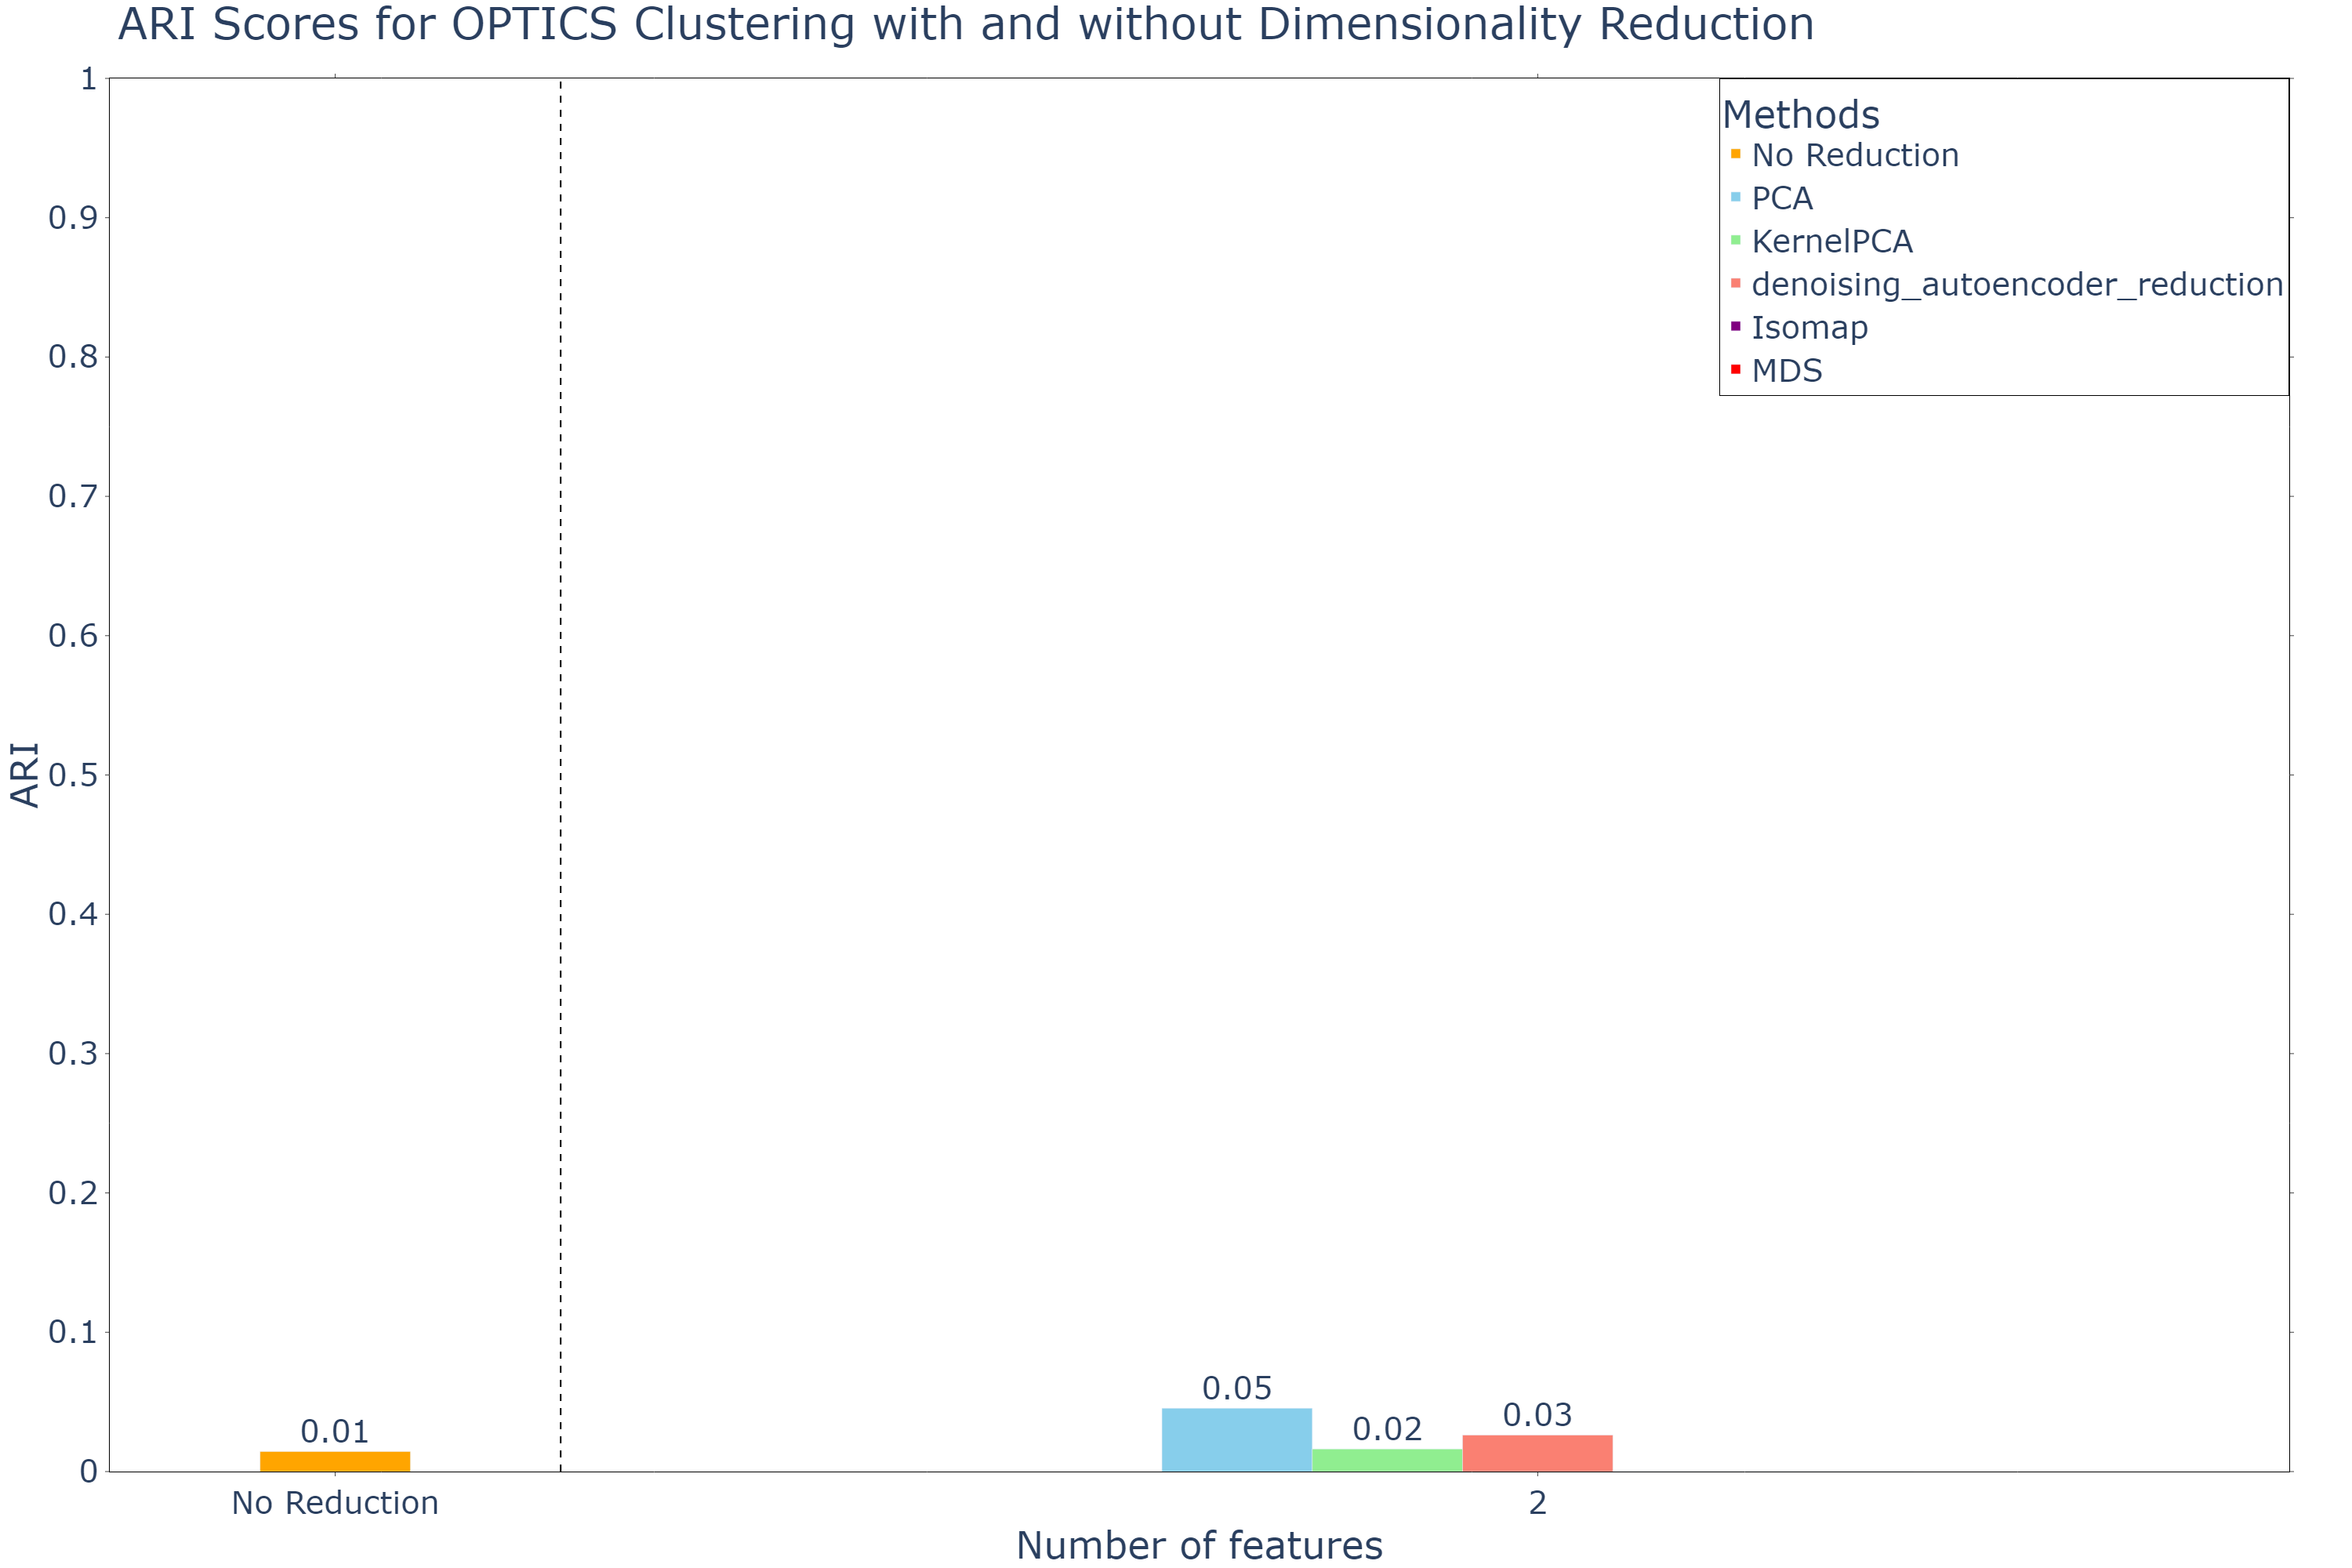 ARI Scores for OPTICS Clustering with and without Dimensionality Reduction
Methods
No Reduction
PCA
KernelPCA
denoising_autoencoder_reduction
Isomap
MDS
ARI
1
0.9
0.8
0.7
0.6
0.5
0.4
0.3
0.2
0.1
0
0.01
0.05
0.02
0.03
No Reduction
2
Number of features